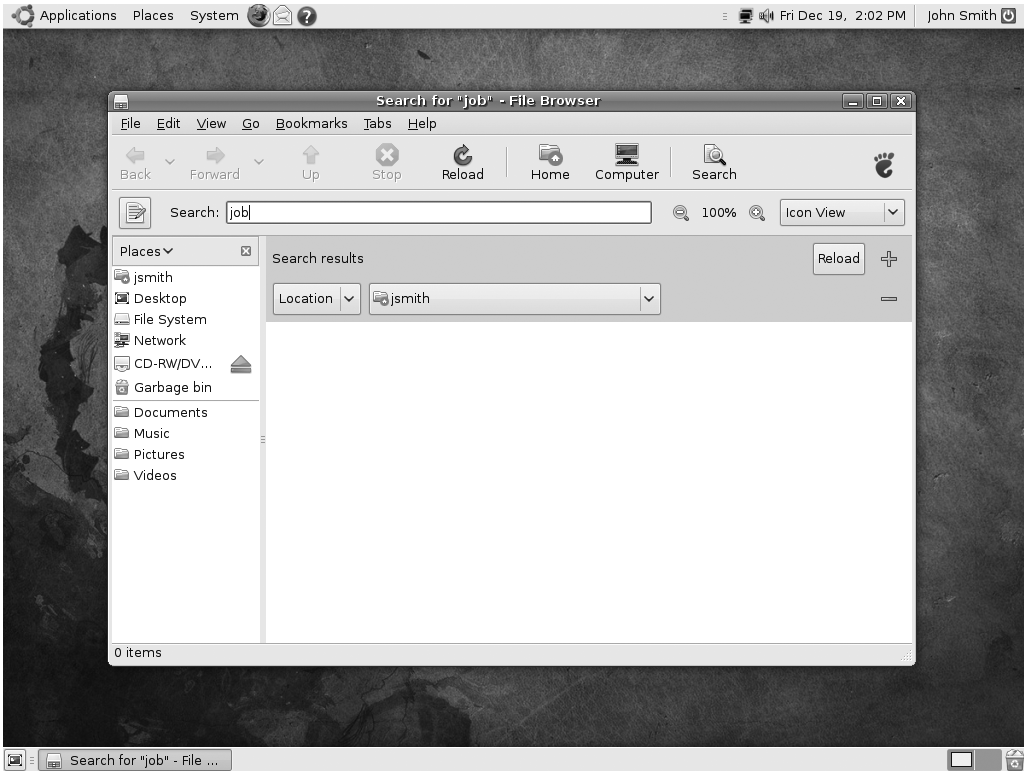 Applications Places System Fri Dec 19, 2:02 PM John Smith
Search for "job" - File Browser
File Edit View Go Bookmarks Tabs Help
Back Forward Up Stop Reload Home Computer Search
Search: job 100% Icon View
Places
Search results Reload
jsmith
Desktop
Location jsmith
File System
Network
CD-RW/DV...
Garbage bin
Documents
Music
Pictures
Videos
0 items
Search for "job" - File ...